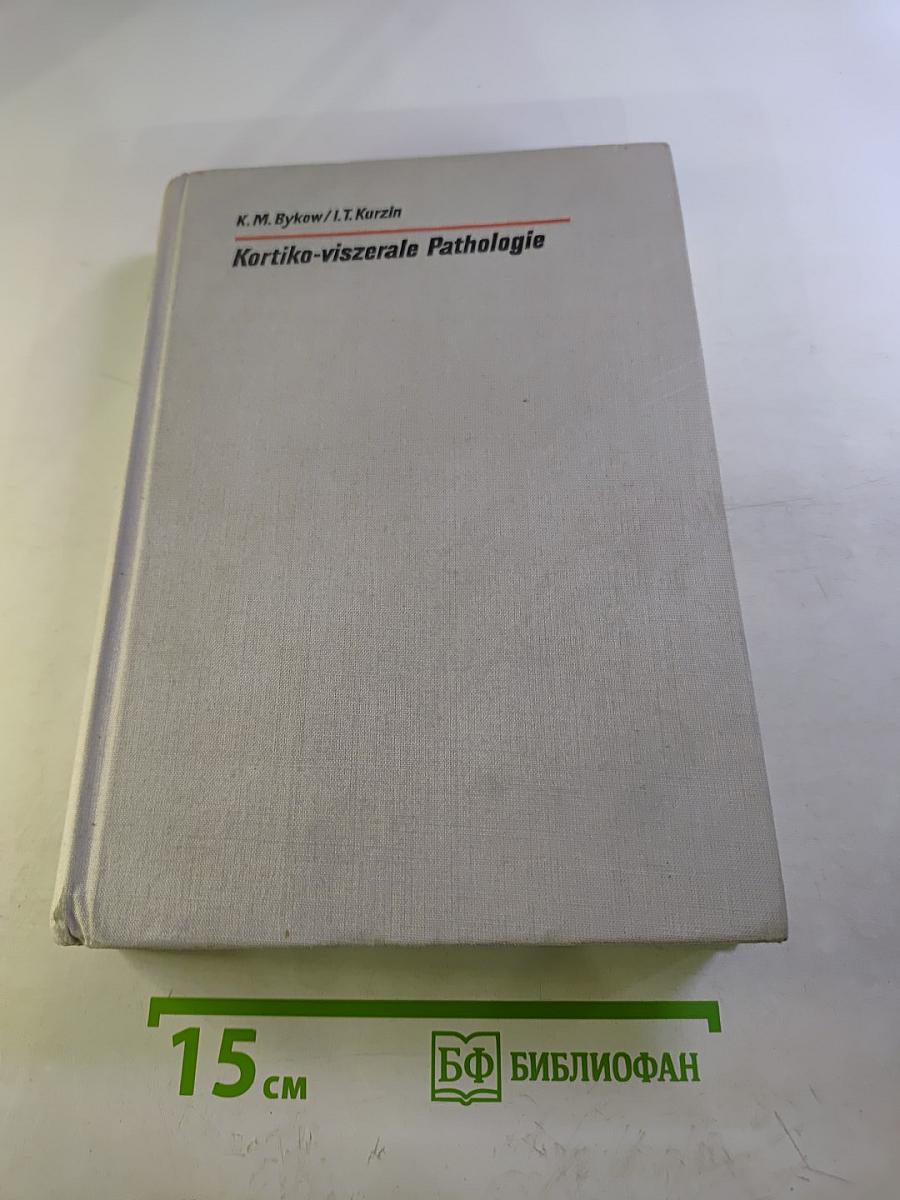 K. M. Bykow / I. T. Kurzin
Kortiko-viszerale Pathologie
15 см
БФ БИБЛИОФАН